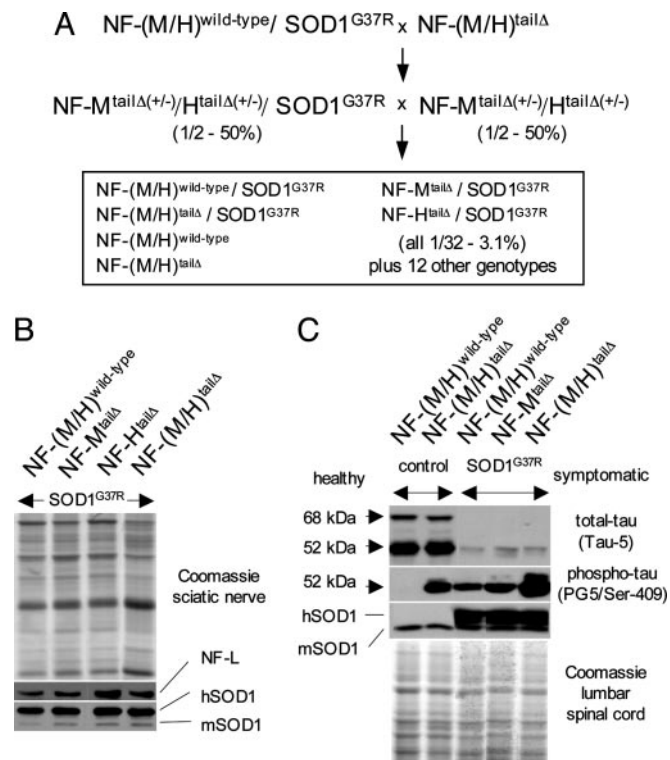 A
NF-(M/H)wild-type/ SOD1G37R x NF-(M/H)tailΔ
NF-MtailΔ(+/-)/HtailΔ(+/-)/ SOD1G37R x NF-MtailΔ(+/-)/HtailΔ(+/-)
(1/2 - 50%) (1/2 - 50%)
NF-(M/H)wild-type / SOD1G37R NF-MtailΔ / SOD1G37R
NF-(M/H)tailΔ / SOD1G37R NF-HtailΔ / SOD1G37R
NF-(M/H)wild-type (all 1/32 - 3.1%)
NF-(M/H)tailΔ plus 12 other genotypes
B
NF-(M/H)wild-type
NF-MtailΔ
NF-HtailΔ
NF-(M/H)tailΔ
SOD1G37R
Coomassie
sciatic nerve
NF-L
hSOD1
mSOD1
C
NF-(M/H)wild-type
NF-(M/H)tailΔ
NF-(M/H)wild-type
NF-MtailΔ
NF-(M/H)tailΔ
healthy control SOD1G37R symptomatic
68 kDa total-tau
52 kDa (Tau-5)
52 kDa phospho-tau
(PG5/Ser-409)
hSOD1
mSOD1
Coomassie
lumbar
spinal cord